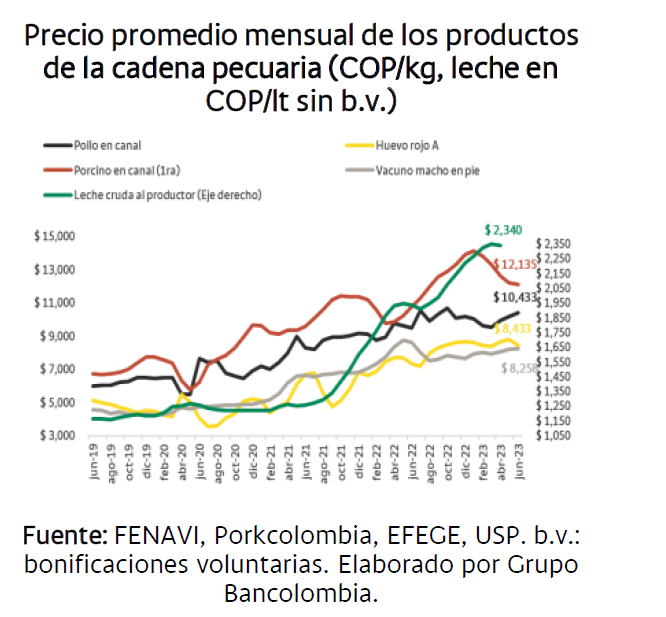 Precio promedio mensual de los productos
de la cadena pecuaria (COP/kg, leche en
COP/lt sin b.v.)
Pollo en canal
Huevo rojo A
Porcino en canal (1ra)
Vacuno macho en pie
Leche cruda al productor (Eje derecho)
$ 15,000
$ 13,000
$ 11,000
$ 9,000
$ 7,000
$ 5,000
$ 3,000
$ 2,340
$ 12,135
$ 10,433
$ 8,433
$ 8,258
$ 2,350
$ 2,250
$ 2,150
$ 2,050
$ 1,950
$ 1,850
$ 1,750
$ 1,650
$ 1,550
$ 1,450
$ 1,350
$ 1,250
$ 1,150
$ 1,050
jun-19
ago-19
oct-19
dic-19
feb-20
abr-20
jun-20
ago-20
oct-20
dic-20
feb-21
abr-21
jun-21
ago-21
oct-21
dic-21
feb-22
abr-22
jun-22
ago-22
oct-22
dic-22
feb-23
abr-23
jun-23
Fuente: FENAVI, Porkcolombia, EFEGE, USP. b.v.:
bonificaciones voluntarias. Elaborado por Grupo
Bancolombia.